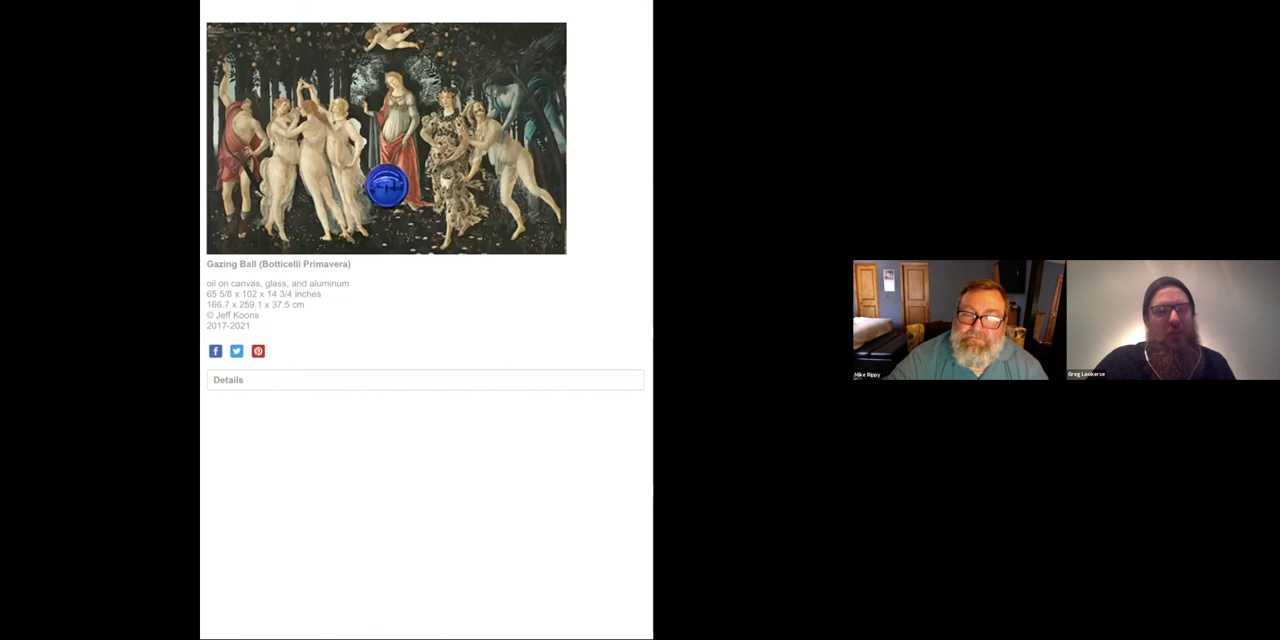 Gazing Ball (Botticelli Primavera)
oil on canvas, glass, and aluminum
65 5/8 x 102 x 14 3/4 inches
166.7 x 259.1 x 37.5 cm
© Jeff Koons
2017-2021
Details
Mike Rippy
Greg Lookerse